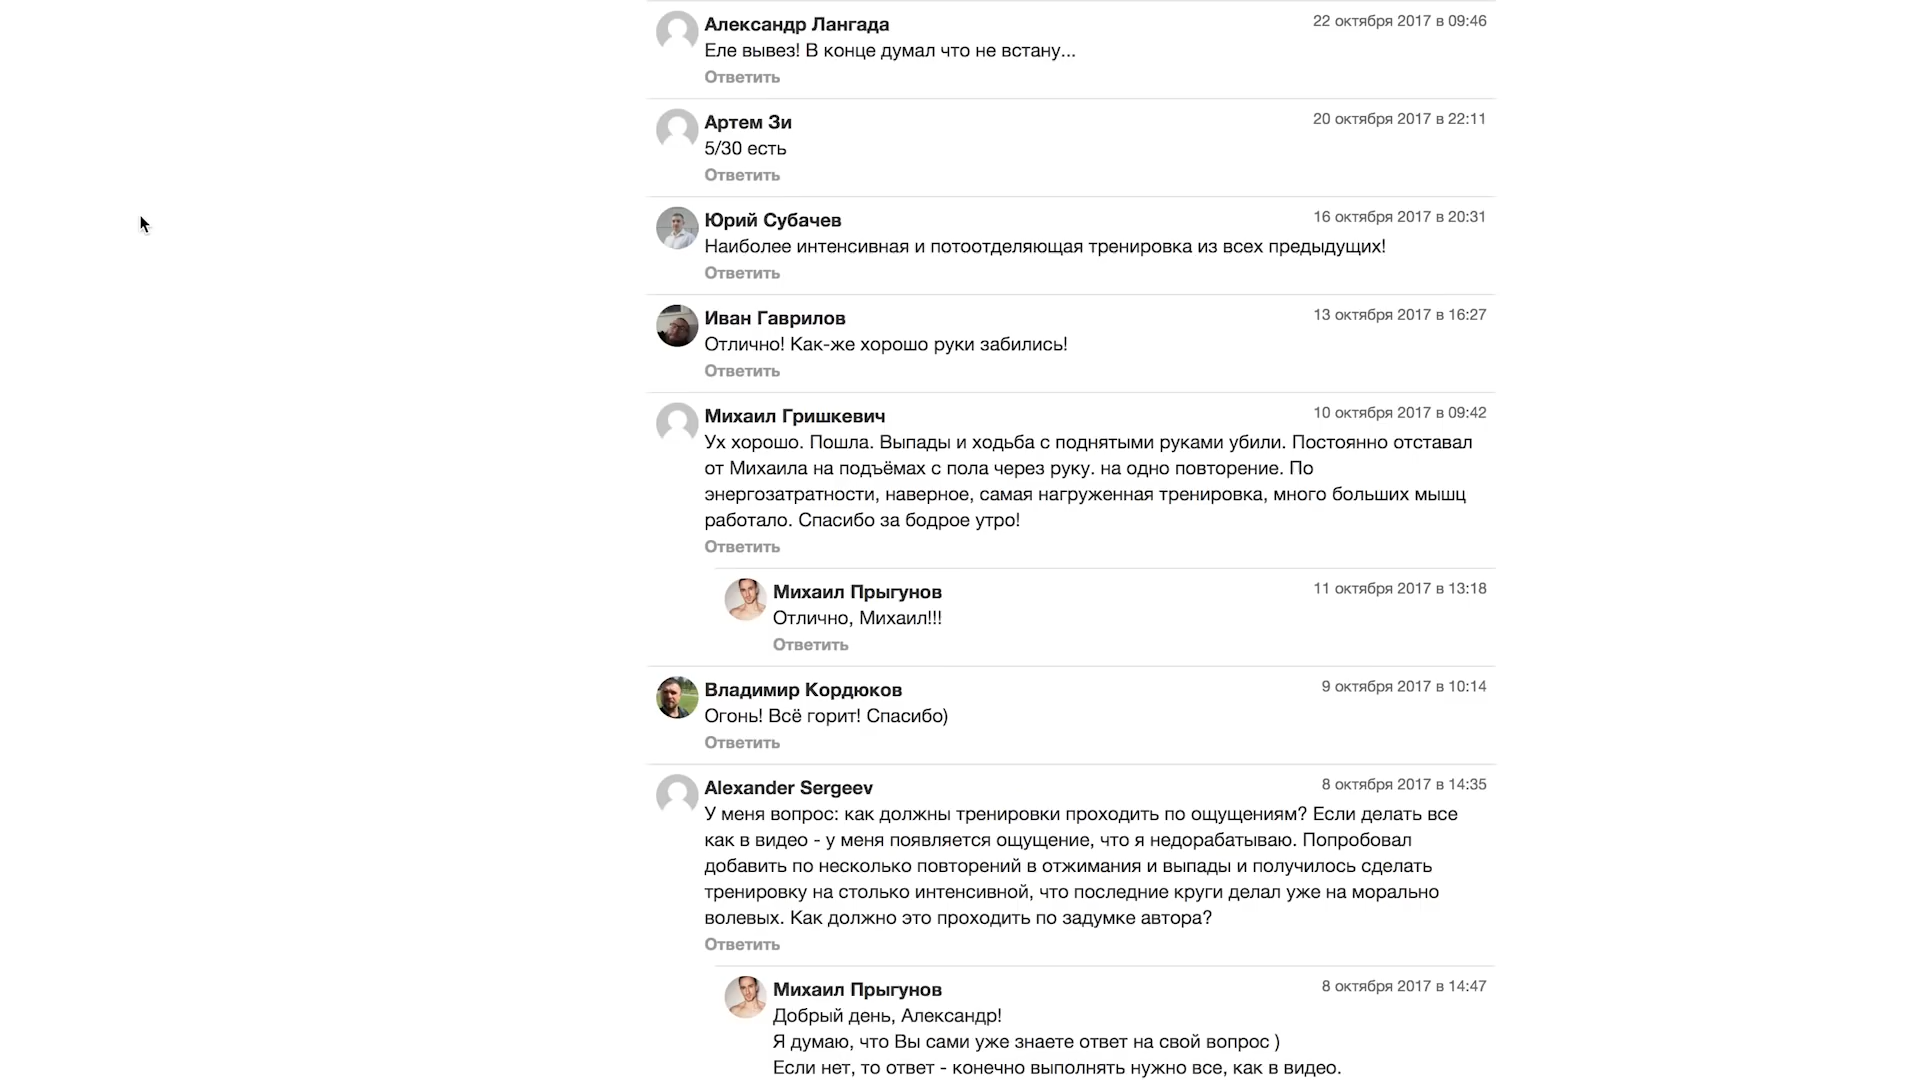 Александр Лангада
22 октября 2017 в 09:46
Еле вывез! В конце думал что не встану...
Ответить
Артем Зи
20 октября 2017 в 22:11
5/30 есть
Ответить
Юрий Субачев
16 октября 2017 в 20:31
Наиболее интенсивная и потоотделяющая тренировка из всех предыдущих!
Ответить
Иван Гаврилов
13 октября 2017 в 16:27
Отлично! Как-же хорошо руки забились!
Ответить
Михаил Гришкевич
10 октября 2017 в 09:42
Ух хорошо. Пошла. Выпады и ходьба с поднятыми руками убили. Постоянно отставал
от Михаила на подъёмах с пола через руку. на одно повторение. По
энергозатратности, наверное, самая нагруженная тренировка, много больших мышц
работало. Спасибо за бодрое утро!
Ответить
Михаил Прыгунов
11 октября 2017 в 13:18
Отлично, Михаил!!!
Ответить
Владимир Кордюков
9 октября 2017 в 10:14
Огонь! Всё горит! Спасибо)
Ответить
Alexander Sergeev
8 октября 2017 в 14:35
У меня вопрос: как должны тренировки проходить по ощущениям? Если делать все
как в видео - у меня появляется ощущение, что я недорабатываю. Попробовал
добавить по несколько повторений в отжимания и выпады и получилось сделать
тренировку на столько интенсивной, что последние круги делал уже на морально
волевых. Как должно это проходить по задумке автора?
Ответить
Михаил Прыгунов
8 октября 2017 в 14:47
Добрый день, Александр!
Я думаю, что Вы сами уже знаете ответ на свой вопрос )
Если нет, то ответ - конечно выполнять нужно все, как в видео.